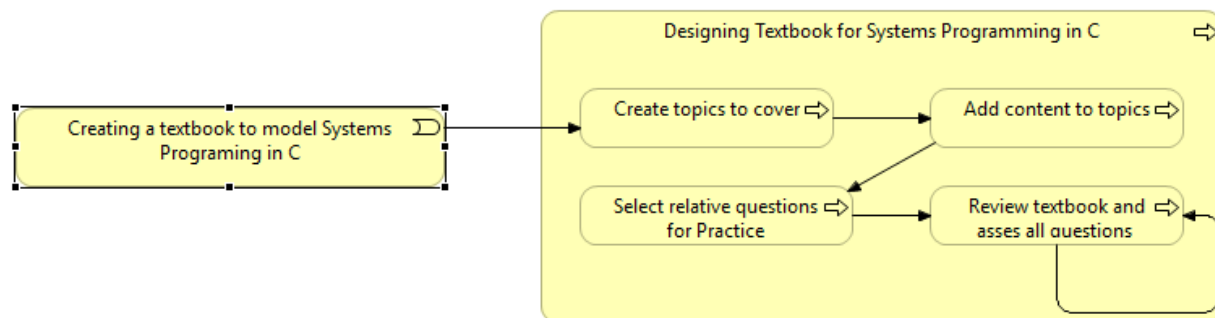 Designing Textbook for Systems Programming in C
Creating a textbook to model Systems
Programing in C
Create topics to cover
Add content to topics
Select relative questions
for Practice
Review textbook and
asses all questions